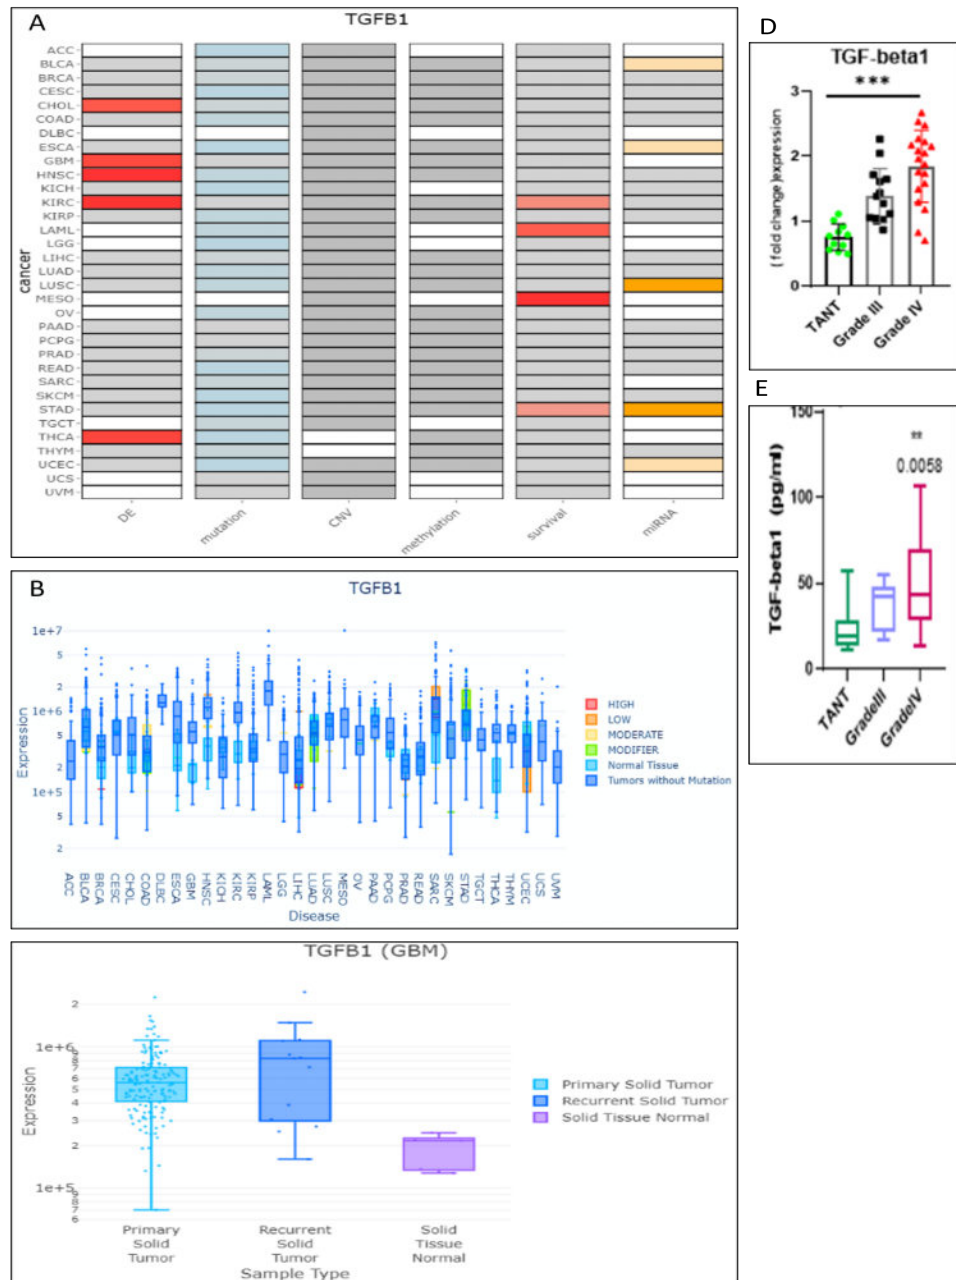 A
TGFB1
ACC
BLCA
BRCA
CESC
CHOL
COAD
DLBC
ESCA
GBM
HNSC
KICH
KIRC
KIRP
LAML
LGG
LIHC
LUAD
LUSC
MESO
OV
PAAD
PCPG
PRAD
READ
SARC
SKCM
STAD
TGCT
THCA
THYM
UCEC
UCS
UVM
cancer
DE
mutation
CNV
methylation
survival
miRNA
B
TGFB1
1e+7
5
2
1e+6
5
2
1e+5
5
2
Expression
ACC
BLCA
BRCA
CESC
CHOL
COAD
DLBC
ESCA
GBM
HNSC
KICH
KIRC
KIRP
LAML
LGG
LIHC
LUAD
LUSC
MESO
OV
PAAD
PCPG
PRAD
READ
SARC
SKCM
STAD
TGCT
THCA
THYM
UCEC
UCS
UVM
Disease
HIGH
LOW
MODERATE
MODIFIER
Normal Tissue
Tumors without Mutation
TGFB1 (GBM)
2
1e+6
9
8
7
6
5
4
3
2
1e+5
9
8
7
6
Expression
Primary
Solid
Tumor
Recurrent
Solid
Tumor
Solid
Tissue
Normal
Sample Type
Primary Solid Tumor
Recurrent Solid Tumor
Solid Tissue Normal
D
TGF-beta1
***
3
2
1
0
(fold change)expression
TANT
Grade III
Grade IV
E
150
100
50
0
TGF-beta1 (pg/ml)
**
0.0058
TANT
GradeIII
GradeIV